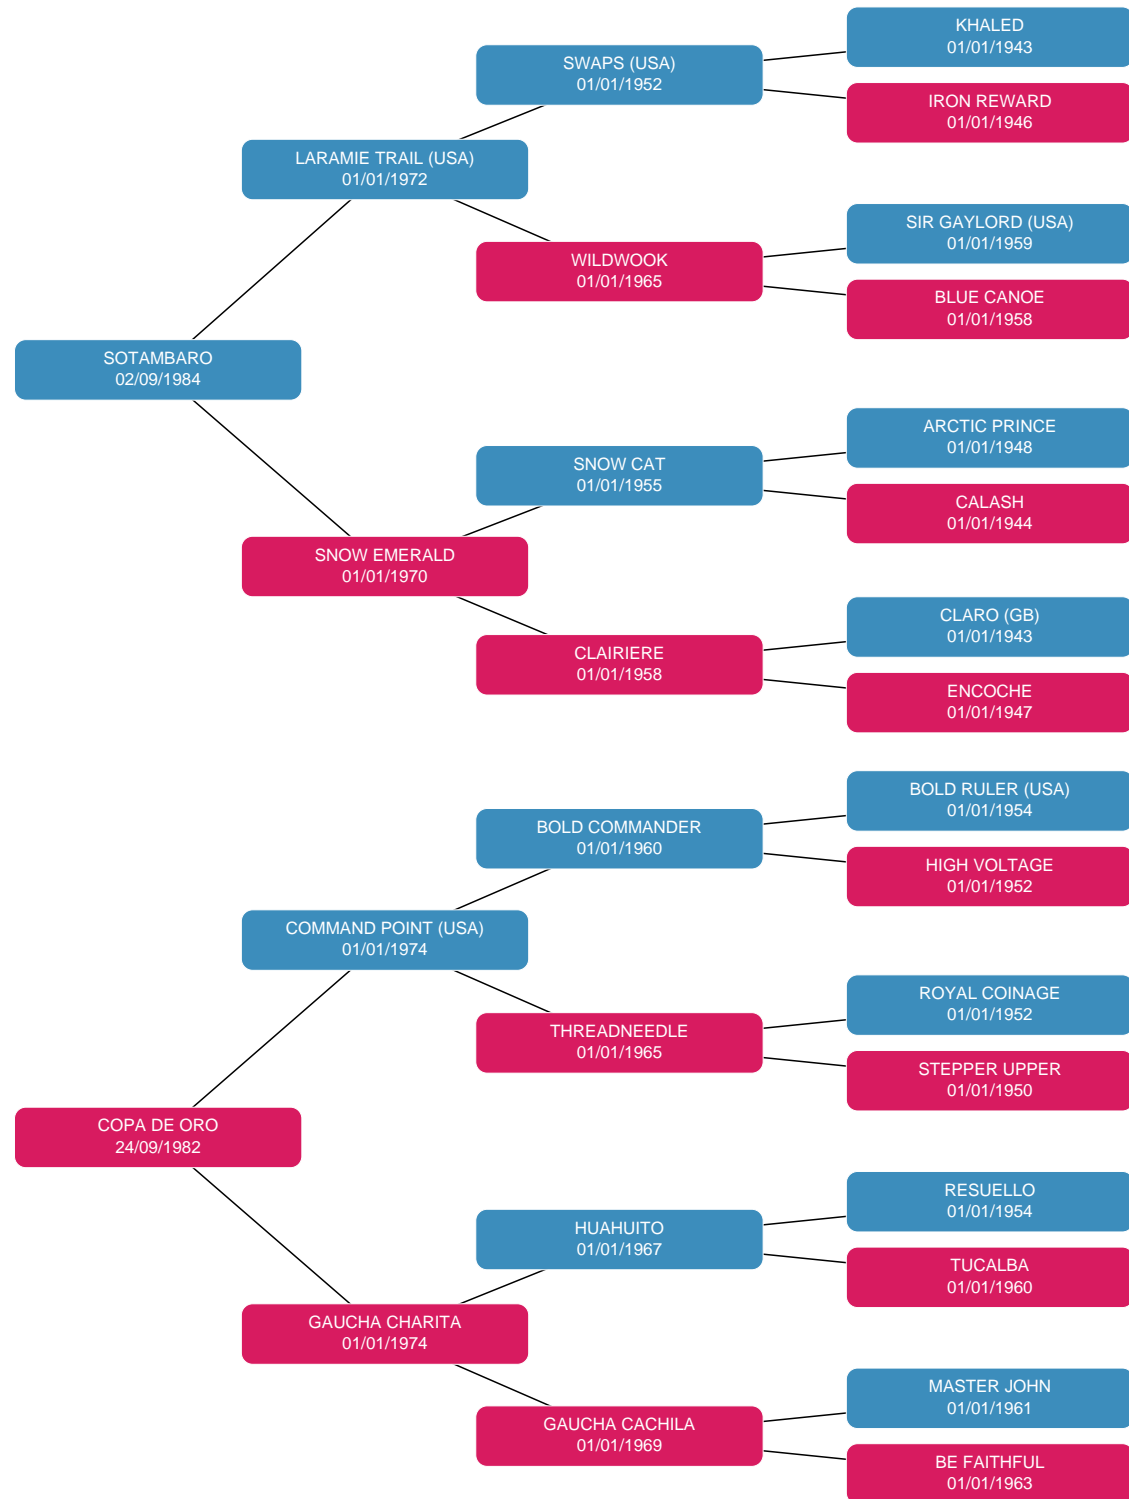 KHALED
01/01/1943
SWAPS (USA)
01/01/1952
IRON REWARD
01/01/1946
LARAMIE TRAIL (USA)
01/01/1972
SIR GAYLORD (USA)
01/01/1959
WILDWOOK
01/01/1965
BLUE CANOE
01/01/1958
SOTAMBARO
02/09/1984
ARCTIC PRINCE
01/01/1948
SNOW CAT
01/01/1955
CALASH
01/01/1944
SNOW EMERALD
01/01/1970
CLARO (GB)
01/01/1943
CLAIRIERE
01/01/1958
ENCOCHE
01/01/1947
BOLD RULER (USA)
01/01/1954
BOLD COMMANDER
01/01/1960
HIGH VOLTAGE
01/01/1952
COMMAND POINT (USA)
01/01/1974
ROYAL COINAGE
01/01/1952
THREADNEEDLE
01/01/1965
STEPPER UPPER
01/01/1950
COPA DE ORO
24/09/1982
RESUELLO
01/01/1954
HUAHUITO
01/01/1967
TUCALBA
01/01/1960
GAUCHA CHARITA
01/01/1974
MASTER JOHN
01/01/1961
GAUCHA CACHILA
01/01/1969
BE FAITHFUL
01/01/1963